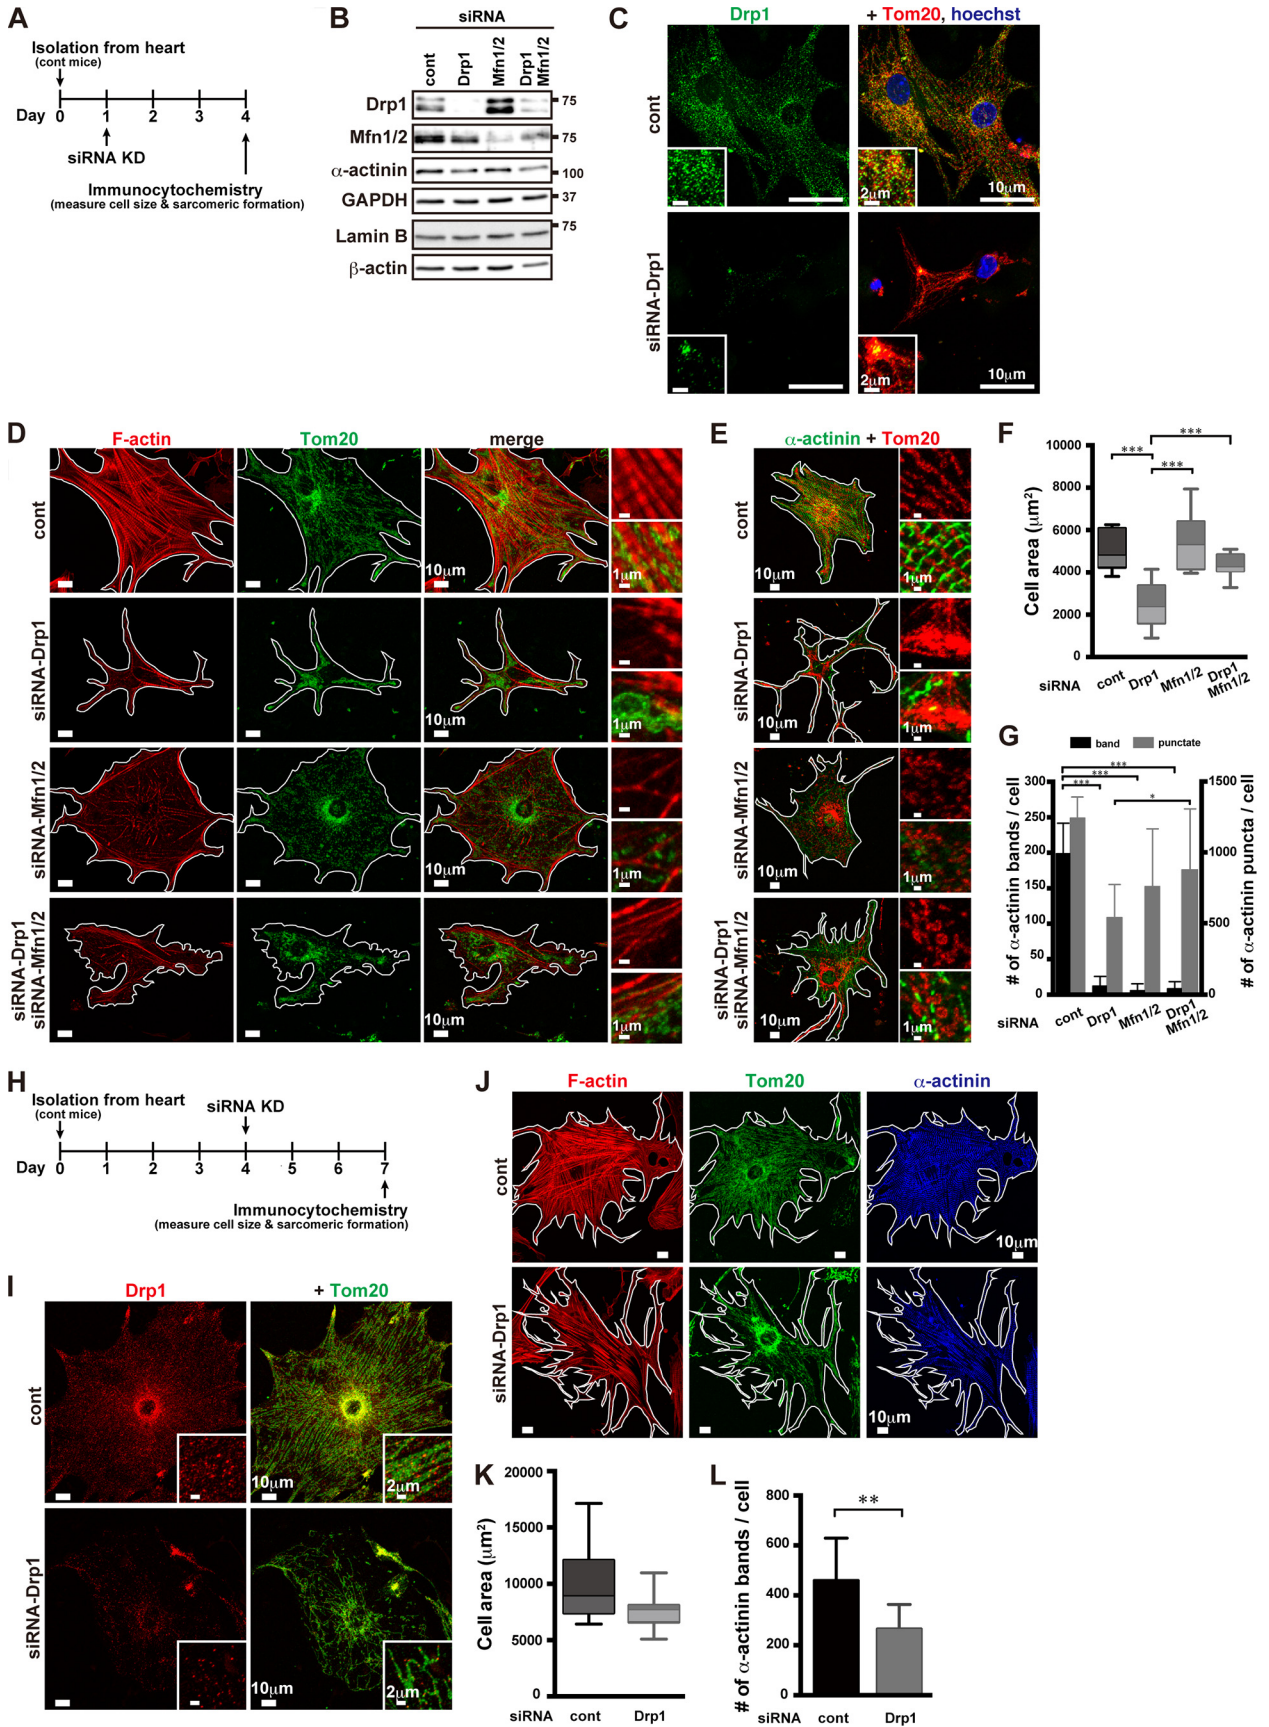 A
Isolation from heart
(cont mice)
Day 0 1 2 3 4
siRNA KD
Immunocytochemistry
(measure cell size & sarcomeric formation)
B
siRNA
cont
Drp1
Mfn1/2
Drp1
Mfn1/2
Drp1 75
Mfn1/2 75
α-actinin 100
GAPDH 37
75
Lamin B
β-actin
C
Drp1 + Tom20, hoechst
cont
2μm 10μm
siRNA-Drp1
2μm 10μm
D
F-actin Tom20 merge
cont
10μm 1μm
siRNA-Drp1
10μm 1μm
siRNA-Mfn1/2
10μm 1μm
siRNA-Drp1
siRNA-Mfn1/2
10μm 1μm
E
α-actinin + Tom20
cont
10μm 1μm
siRNA-Drp1
10μm 1μm
siRNA-Mfn1/2
10μm 1μm
siRNA-Drp1
siRNA-Mfn1/2
10μm 1μm
F
Cell area (μm²)
10000
8000
6000
4000
2000
0
***
***
***
siRNA cont Drp1 Mfn1/2 Drp1
Mfn1/2
G
band punctate
# of α-actinin bands / cell
300
250
200
150
100
50
0
***
***
***
*
1500
1000
500
0
# of α-actinin puncta / cell
siRNA cont Drp1 Mfn1/2 Drp1
Mfn1/2
H
Isolation from heart
(cont mice)
siRNA KD
Day 0 1 2 3 4 5 6 7
Immunocytochemistry
(measure cell size & sarcomeric formation)
I
Drp1 + Tom20
cont
10μm 2μm
siRNA-Drp1
10μm 2μm
J
F-actin Tom20 α-actinin
cont
10μm
siRNA-Drp1
10μm
K
Cell area (μm²)
20000
15000
10000
5000
0
siRNA cont Drp1
L
# of α-actinin bands / cell
800
600
400
200
0
**
siRNA cont Drp1